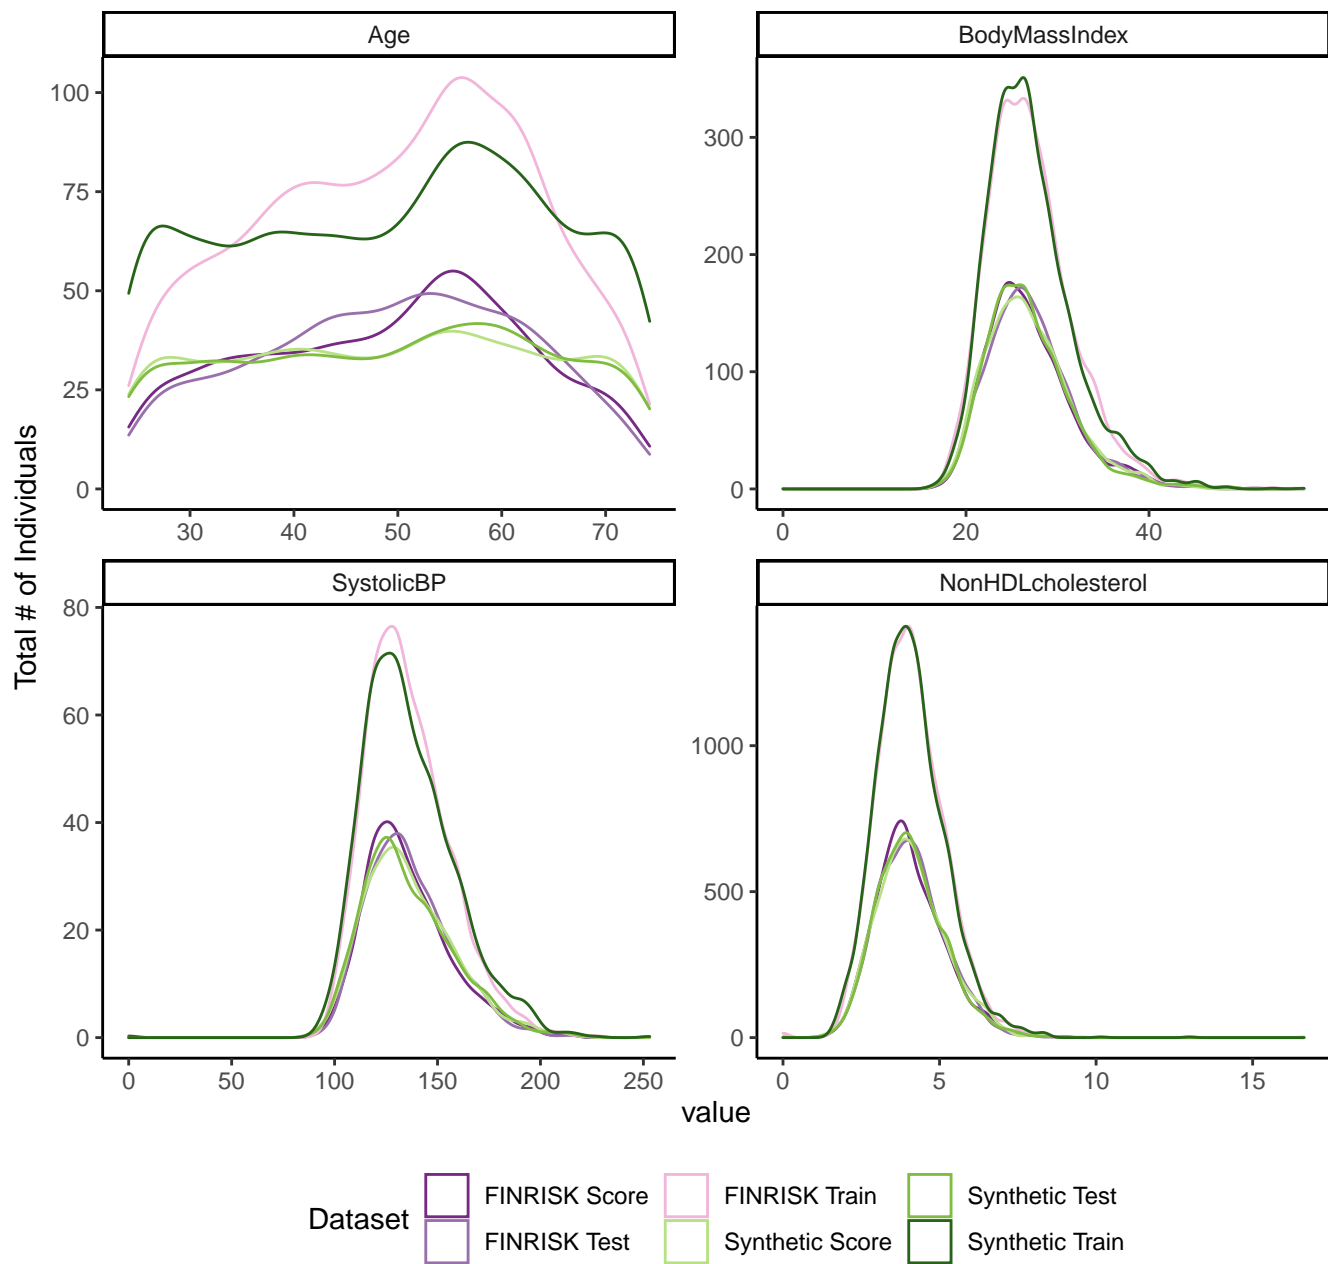 Age
BodyMassIndex
100
75
50
25
0
30 40 50 60 70
300
200
100
0
0 20 40
SystolicBP
NonHDLcholesterol
80
60
40
20
0
0 50 100 150 200 250
1000
500
0
0 5 10 15
Total # of Individuals
value
Dataset
FINRISK Score
FINRISK Train
Synthetic Test
FINRISK Test
Synthetic Score
Synthetic Train